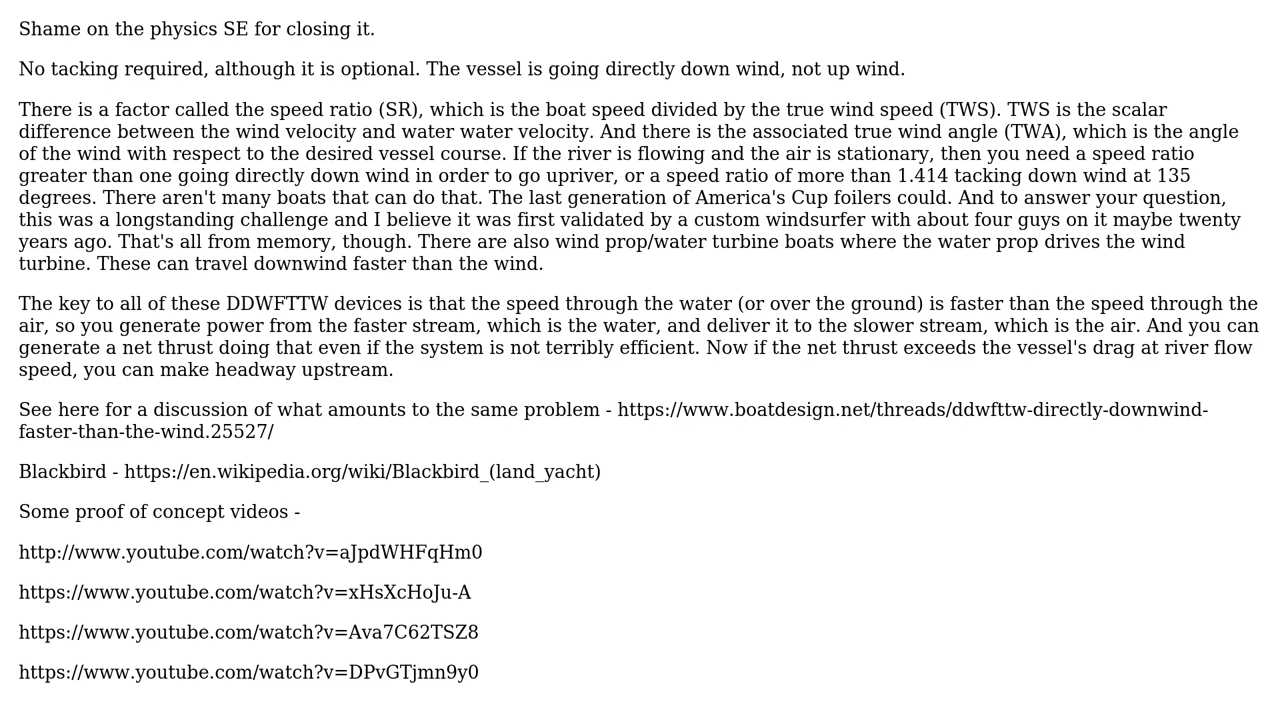 Shame on the physics SE for closing it.
No tacking required, although it is optional. The vessel is going directly down wind, not up wind.
There is a factor called the speed ratio (SR), which is the boat speed divided by the true wind speed (TWS). TWS is the scalar
difference between the wind velocity and water water velocity. And there is the associated true wind angle (TWA), which is the angle
of the wind with respect to the desired vessel course. If the river is flowing and the air is stationary, then you need a speed ratio
greater than one going directly down wind in order to go upriver, or a speed ratio of more than 1.414 tacking down wind at 135
degrees. There aren't many boats that can do that. The last generation of America's Cup foilers could. And to answer your question,
this was a longstanding challenge and I believe it was first validated by a custom windsurfer with about four guys on it maybe twenty
years ago. That's all from memory, though. There are also wind prop/water turbine boats where the water prop drives the wind
turbine. These can travel downwind faster than the wind.
The key to all of these DDWFTTW devices is that the speed through the water (or over the ground) is faster than the speed through the
air, so you generate power from the faster stream, which is the water, and deliver it to the slower stream, which is the air. And you can
generate a net thrust doing that even if the system is not terribly efficient. Now if the net thrust exceeds the vessel's drag at river flow
speed, you can make headway upstream.
See here for a discussion of what amounts to the same problem - https://www.boatdesign.net/threads/ddwfttw-directly-downwind-
faster-than-the-wind.25527/
Blackbird - https://en.wikipedia.org/wiki/Blackbird_(land_yacht)
Some proof of concept videos -
http://www.youtube.com/watch?v=aJpdWHFqHm0
https://www.youtube.com/watch?v=xHsXcHoJu-A
https://www.youtube.com/watch?v=Ava7C62TSZ8
https://www.youtube.com/watch?v=DPvGTjmn9y0